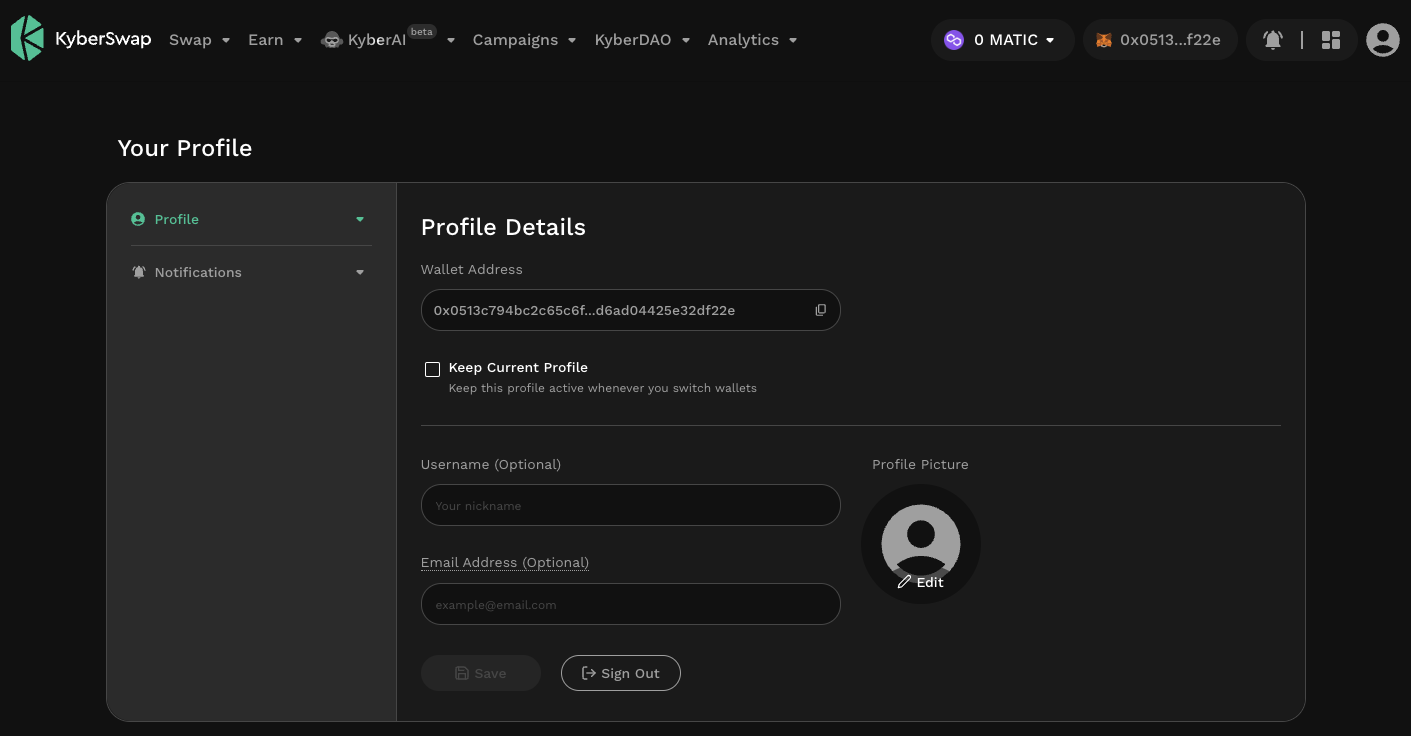 KyberSwap Swap Earn KyberAI beta Campaigns KyberDAO Analytics 0 MATIC 0x0513...f22e
Your Profile
Profile
Notifications
Profile Details
Wallet Address
0x0513c794bc2c65c6f...d6ad04425e32df22e
Keep Current Profile
Keep this profile active whenever you switch wallets
Username (Optional)
Your nickname
Email Address (Optional)
example@email.com
Profile Picture
Edit
Save Sign Out